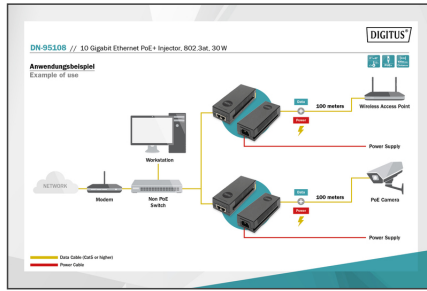 DIGITUS®
DN-95108 // 10 Gigabit Ethernet PoE+ Injector, 802.3at, 30 W
Anwendungsbeispiel
Example of use
Data
100 meters
Power
Wireless Access Point
Workstation
Power Supply
NETWORK
Modem
Non PoE
Switch
Data
100 meters
Power
PoE Camera
Power Supply
Data Cable (Cat5 or higher)
Power Cable